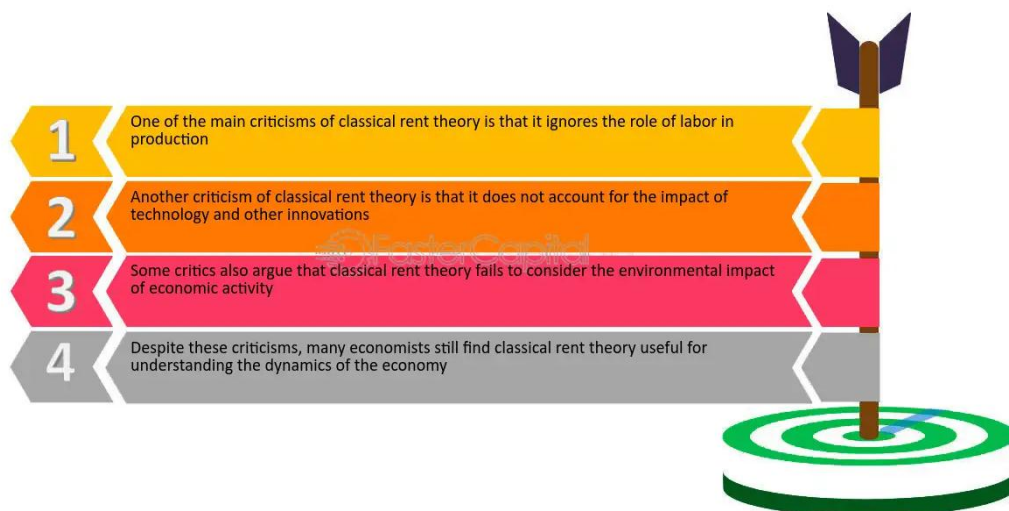 1
One of the main criticisms of classical rent theory is that it ignores the role of labor in
production
2
Another criticism of classical rent theory is that it does not account for the impact of
technology and other innovations
FasterCapital
3
Some critics also argue that classical rent theory fails to consider the environmental impact
of economic activity
4
Despite these criticisms, many economists still find classical rent theory useful for
understanding the dynamics of the economy